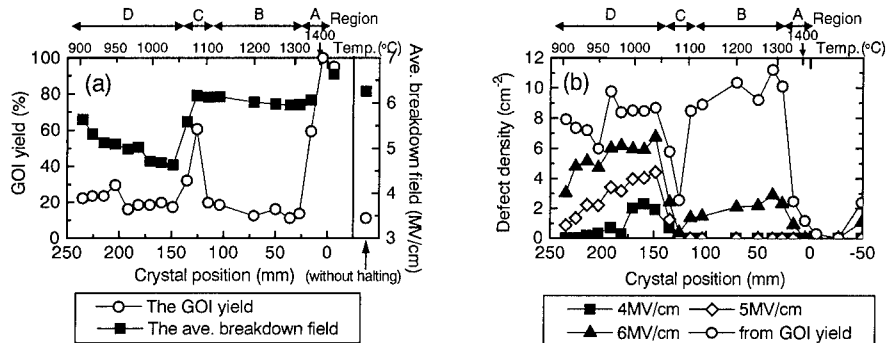 D C B A Region
900 950 1000 1100 1200 1300 1400 Temp.(°C)
(a)
GOI yield (%)
100
80
60
40
20
0
Ave. breakdown field (MV/cm)
7
6
5
4
3
250 200 150 100 50 0
Crystal position (mm) (without halting)
The GOI yield
The ave. breakdown field
D C B A Region
900 950 1000 1100 1200 1300 1400 Temp.(°C)
(b)
Defect density (cm-2)
12
10
8
6
4
2
0
250 200 150 100 50 0 -50
Crystal position (mm)
4MV/cm 5MV/cm
6MV/cm from GOI yield